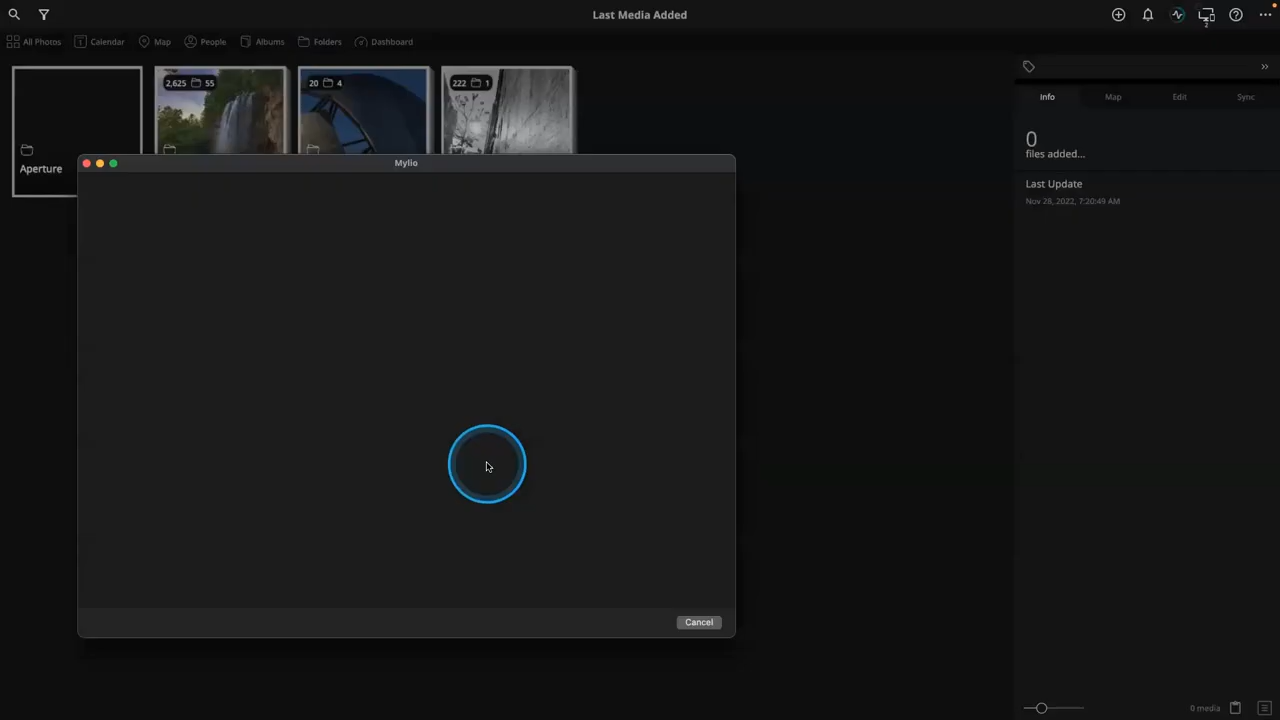 Last Media Added
2
All Photos
1 Calendar
Map
People
Albums
Folders
Dashboard
2,625 55
20 4
222 1
Aperture
Mylio
Cancel
Info
Map
Edit
Sync
0
files added...
Last Update
Nov 28, 2022, 7:20:49 AM
0 media